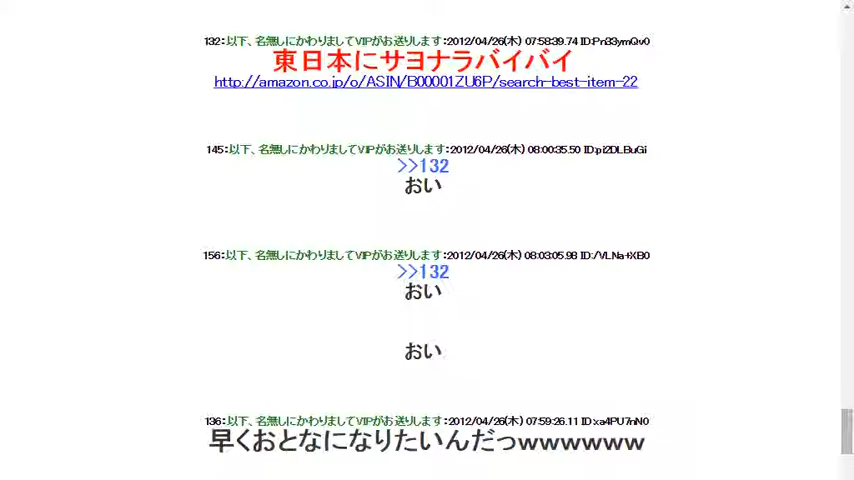 132:以下、名無しにかわりましてVIPがお送りします:2012/04/26(木) 07:58:39.74 ID:Pn33ymQv0
東日本にサヨナラバイバイ
http://amazon.co.jp/o/ASIN/B00001ZU6P/search-best-item-22
145:以下、名無しにかわりましてVIPがお送りします:2012/04/26(木) 08:00:35.50 ID:pi2DLBuGi
>>132
おい
156:以下、名無しにかわりましてVIPがお送りします:2012/04/26(木) 08:03:05.98 ID:/VLNa+XB0
>>132
おい
おい
136:以下、名無しにかわりましてVIPがお送りします:2012/04/26(木) 07:59:26.11 ID:xa4PU7nN0
早くおとなになりたいんだっwwwwww